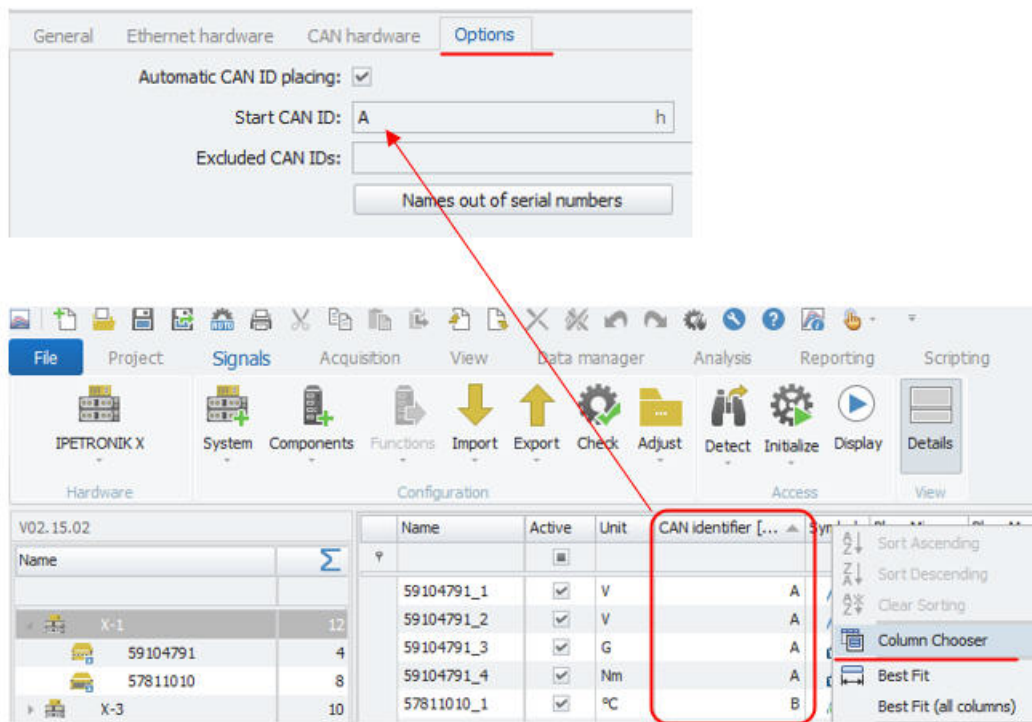 General Ethernet hardware CAN hardware Options
Automatic CAN ID placing:
Start CAN ID: A h
Excluded CAN IDs:
Names out of serial numbers
AUTO
File Project Signals Acquisition View Data manager Analysis Reporting Scripting
IPETRONIK X System Components Functions Import Export Check Adjust Detect Initialize Display Details
Hardware Configuration Access View
V02.15.02
Name Σ
Name Active Unit CAN identifier [...
X-1 12
59104791 4
57811010 8
X-3 10
59104791_1 V A
59104791_2 V A
59104791_3 G A
59104791_4 Nm A
57811010_1 °C B
Sort Ascending
Sort Descending
Clear Sorting
Column Chooser
Best Fit
Best Fit (all columns)